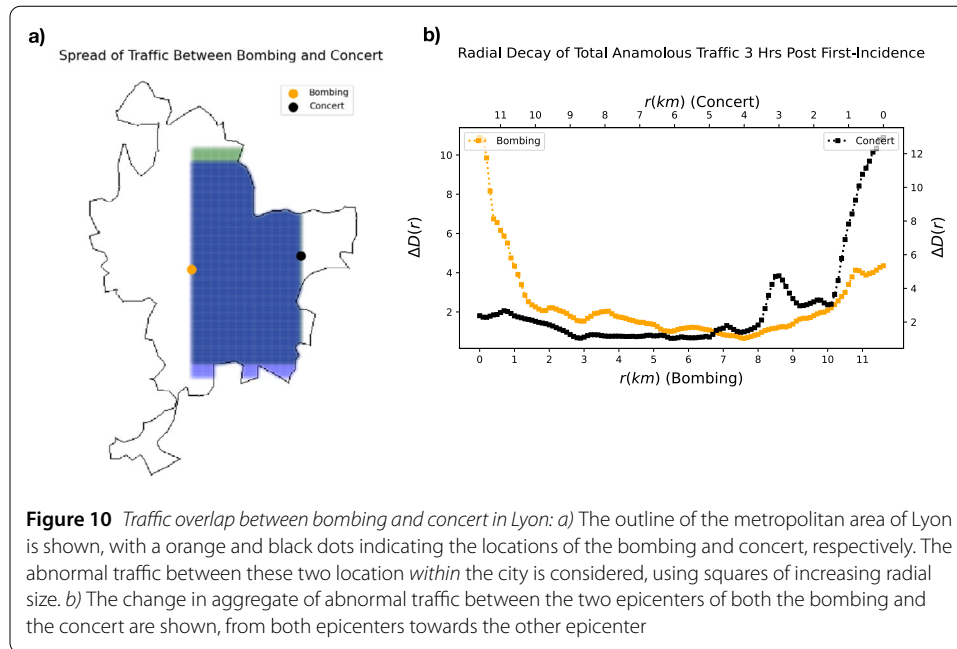 a)
Spread of Traffic Between Bombing and Concert
Bombing
Concert
b)
Radial Decay of Total Anamolous Traffic 3 Hrs Post First-Incidence
r(km) (Concert)
11 10 9 8 7 6 5 4 3 2 1 0
Bombing
Concert
ΔD(r)
10
8
6
4
2
ΔD(r)
12
10
8
6
4
2
0 1 2 3 4 5 6 7 8 9 10 11
r(km) (Bombing)
Figure 10 Traffic overlap between bombing and concert in Lyon: a) The outline of the metropolitan area of Lyon
is shown, with a orange and black dots indicating the locations of the bombing and concert, respectively. The
abnormal traffic between these two location within the city is considered, using squares of increasing radial
size. b) The change in aggregate of abnormal traffic between the two epicenters of both the bombing and
the concert are shown, from both epicenters towards the other epicenter